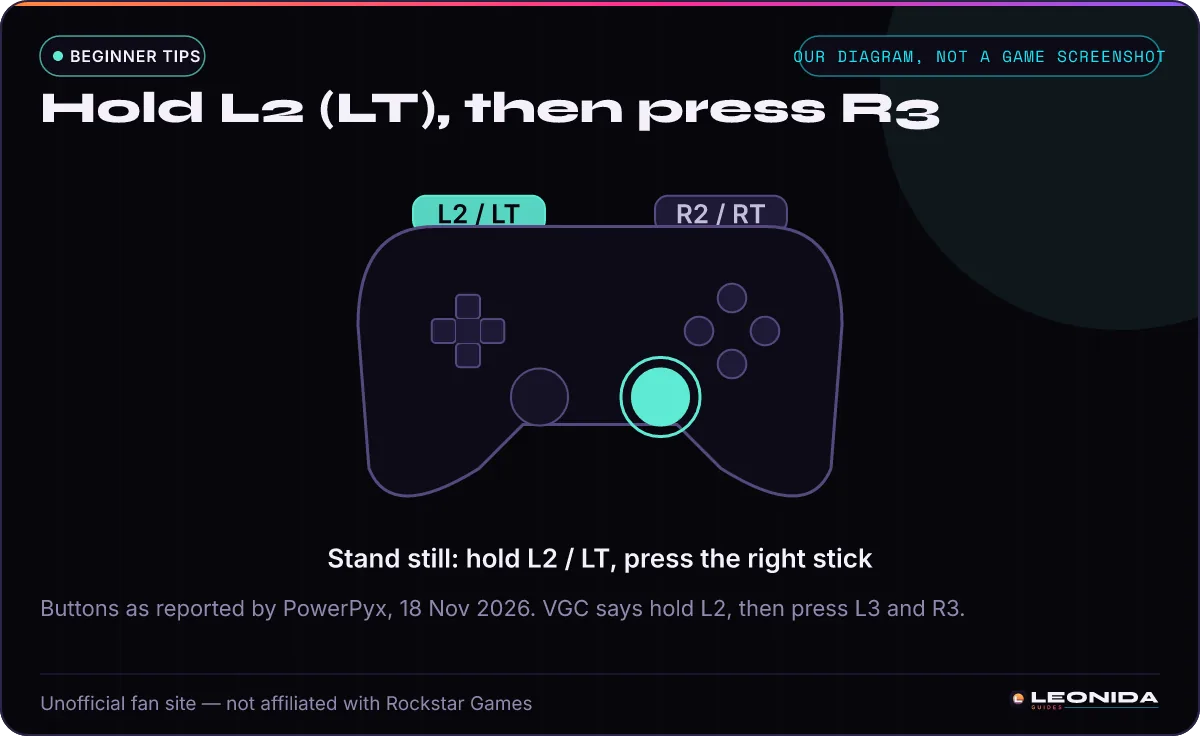 BEGINNER TIPS
OUR DIAGRAM, NOT A GAME SCREENSHOT
Hold L2 (LT), then press R3
L2 / LT
R2 / RT
Stand still: hold L2 / LT, press the right stick
Buttons as reported by PowerPyx, 18 Nov 2026. VGC says hold L2, then press L3 and R3.
Unofficial fan site — not affiliated with Rockstar Games
LEONIDA
GUIDES